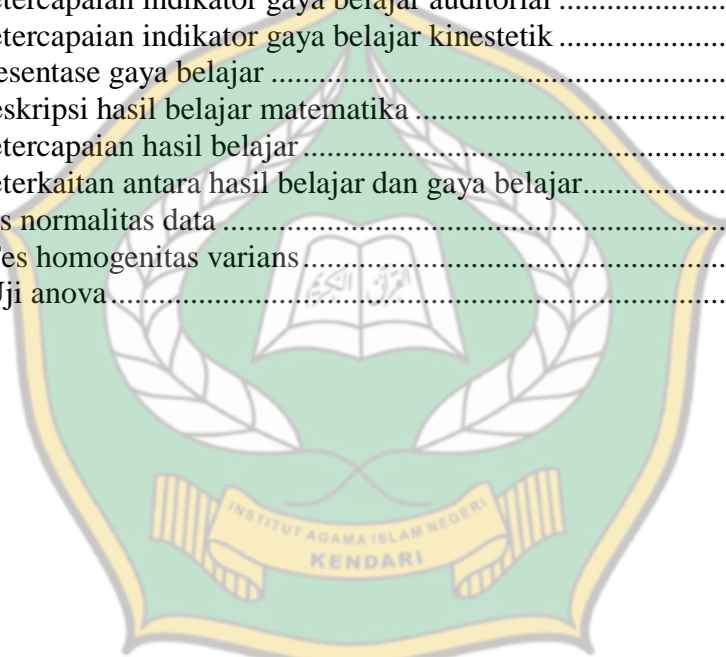 etercapaian indikator gaya belajar auditorial ........................
etercapaian indikator gaya belajar kinestetik ........................
esentase gaya belajar ........................
eskripsi hasil belajar matematika ........................
etercapaian hasil belajar ........................
eterkaitan antara hasil belajar dan gaya belajar ........................
s normalitas data ........................
es homogenitas varians ........................
Uji anova ........................
القرآن الكريم
INSTITUT AGAMA ISLAM NEGERI
KENDARI